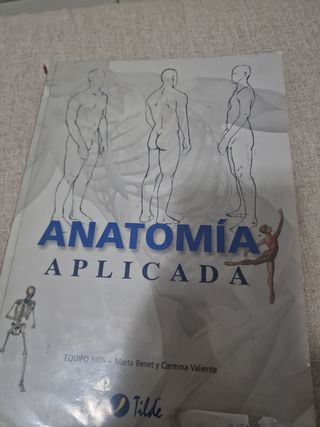 ANATOMÍA
APLICADA
EQUIPO BIOS • Marta Benet y Carmina Valiente
Tilde